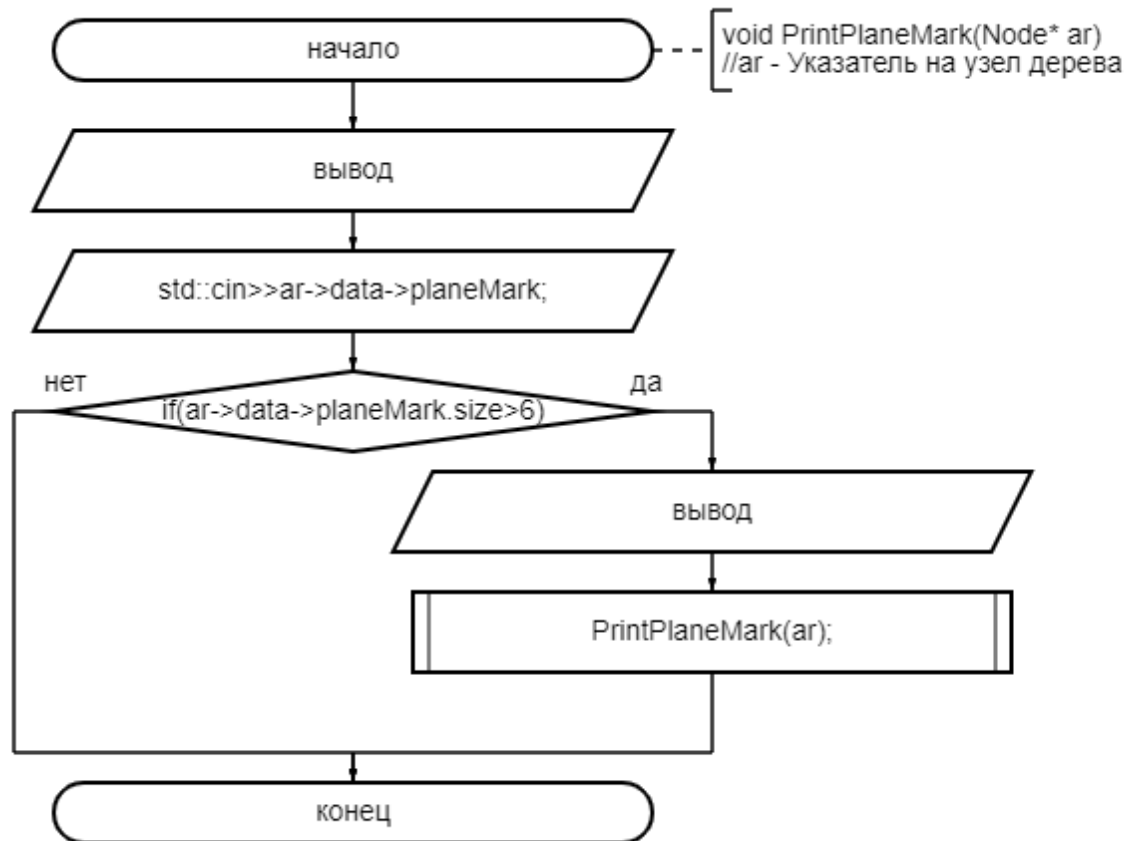 начало
void PrintPlaneMark(Node* ar)
//ar - Указатель на узел дерева
вывод
std::cin>>ar->data->planeMark;
нет
да
if(ar->data->planeMark.size>6)
вывод
PrintPlaneMark(ar);
конец